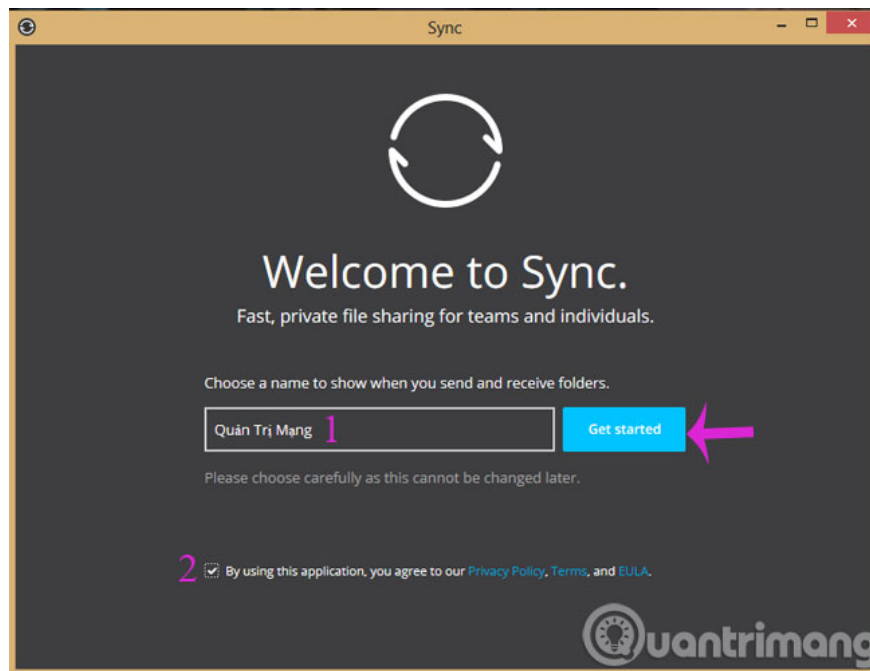 Sync
Welcome to Sync.
Fast, private file sharing for teams and individuals.
Choose a name to show when you send and receive folders.
Quản Trị Mạng 1 Get started
Please choose carefully as this cannot be changed later.
2 By using this application, you agree to our Privacy Policy, Terms, and EULA.
Quantrimang